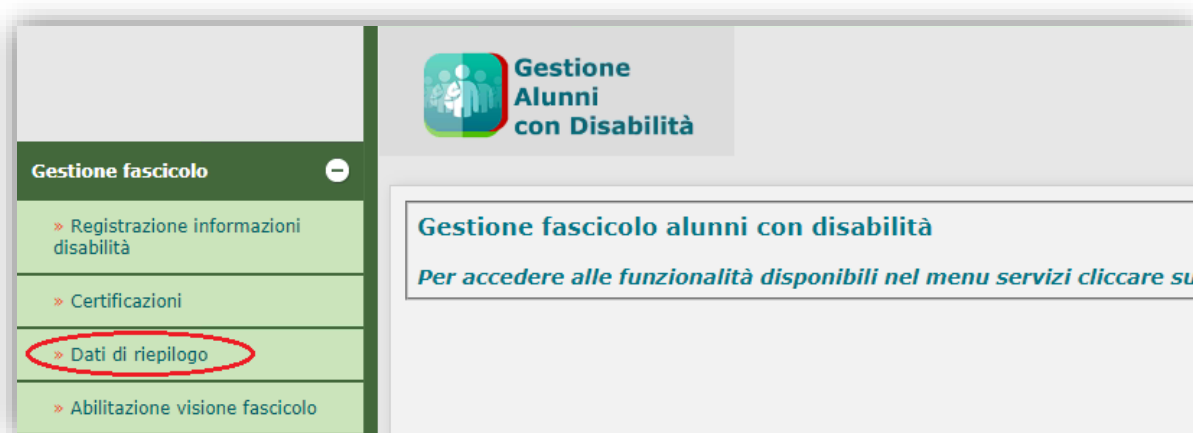 Gestione
Alunni
con Disabilità
Gestione fascicolo
» Registrazione informazioni
disabilità
» Certificazioni
» Dati di riepilogo
» Abilitazione visione fascicolo
Gestione fascicolo alunni con disabilità
Per accedere alle funzionalità disponibili nel menu servizi cliccare su